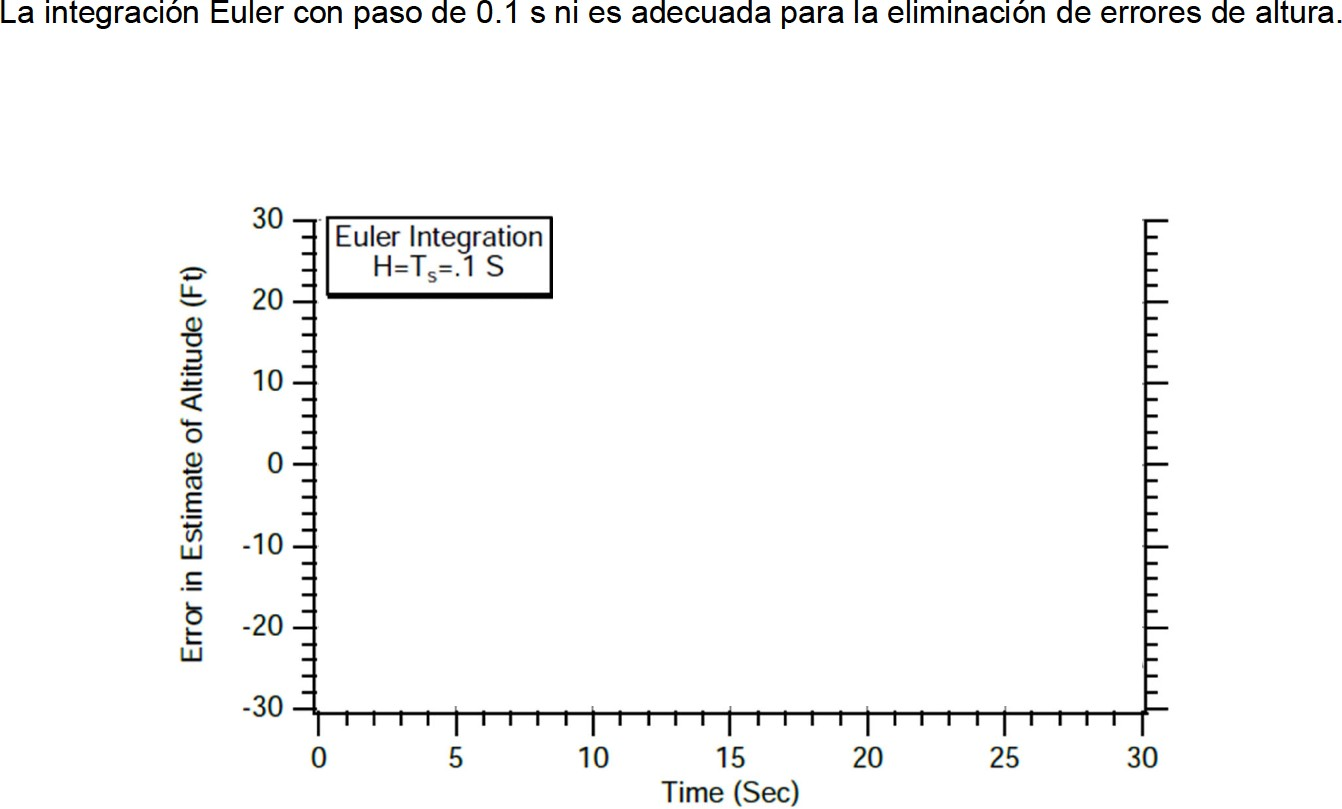 La integración Euler con paso de 0.1 s ni es adecuada para la eliminación de errores de altura.
Euler Integration
H=Ts=.1 S
Error in Estimate of Altitude (Ft)
30
20
10
0
-10
-20
-30
0 5 10 15 20 25 30
Time (Sec)